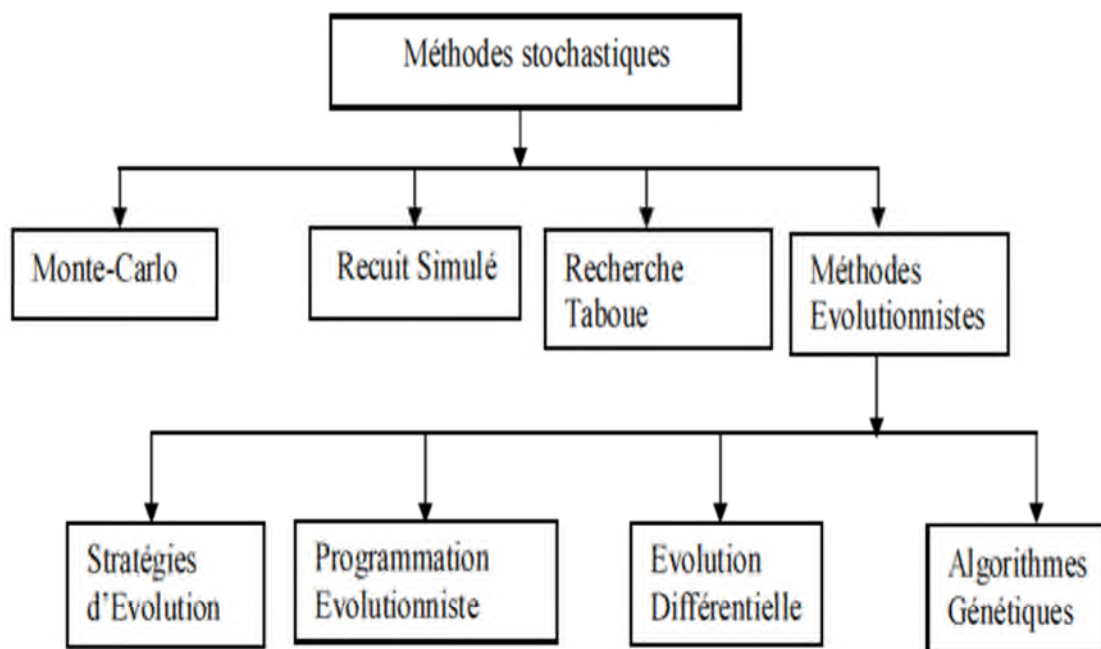 Méthodes stochastiques
Monte-Carlo
Recuit Simulé
Recherche
Taboue
Méthodes
Evolutionnistes
Stratégies
d'Evolution
Programmation
Evolutionniste
Evolution
Différentielle
Algorithmes
Génétiques